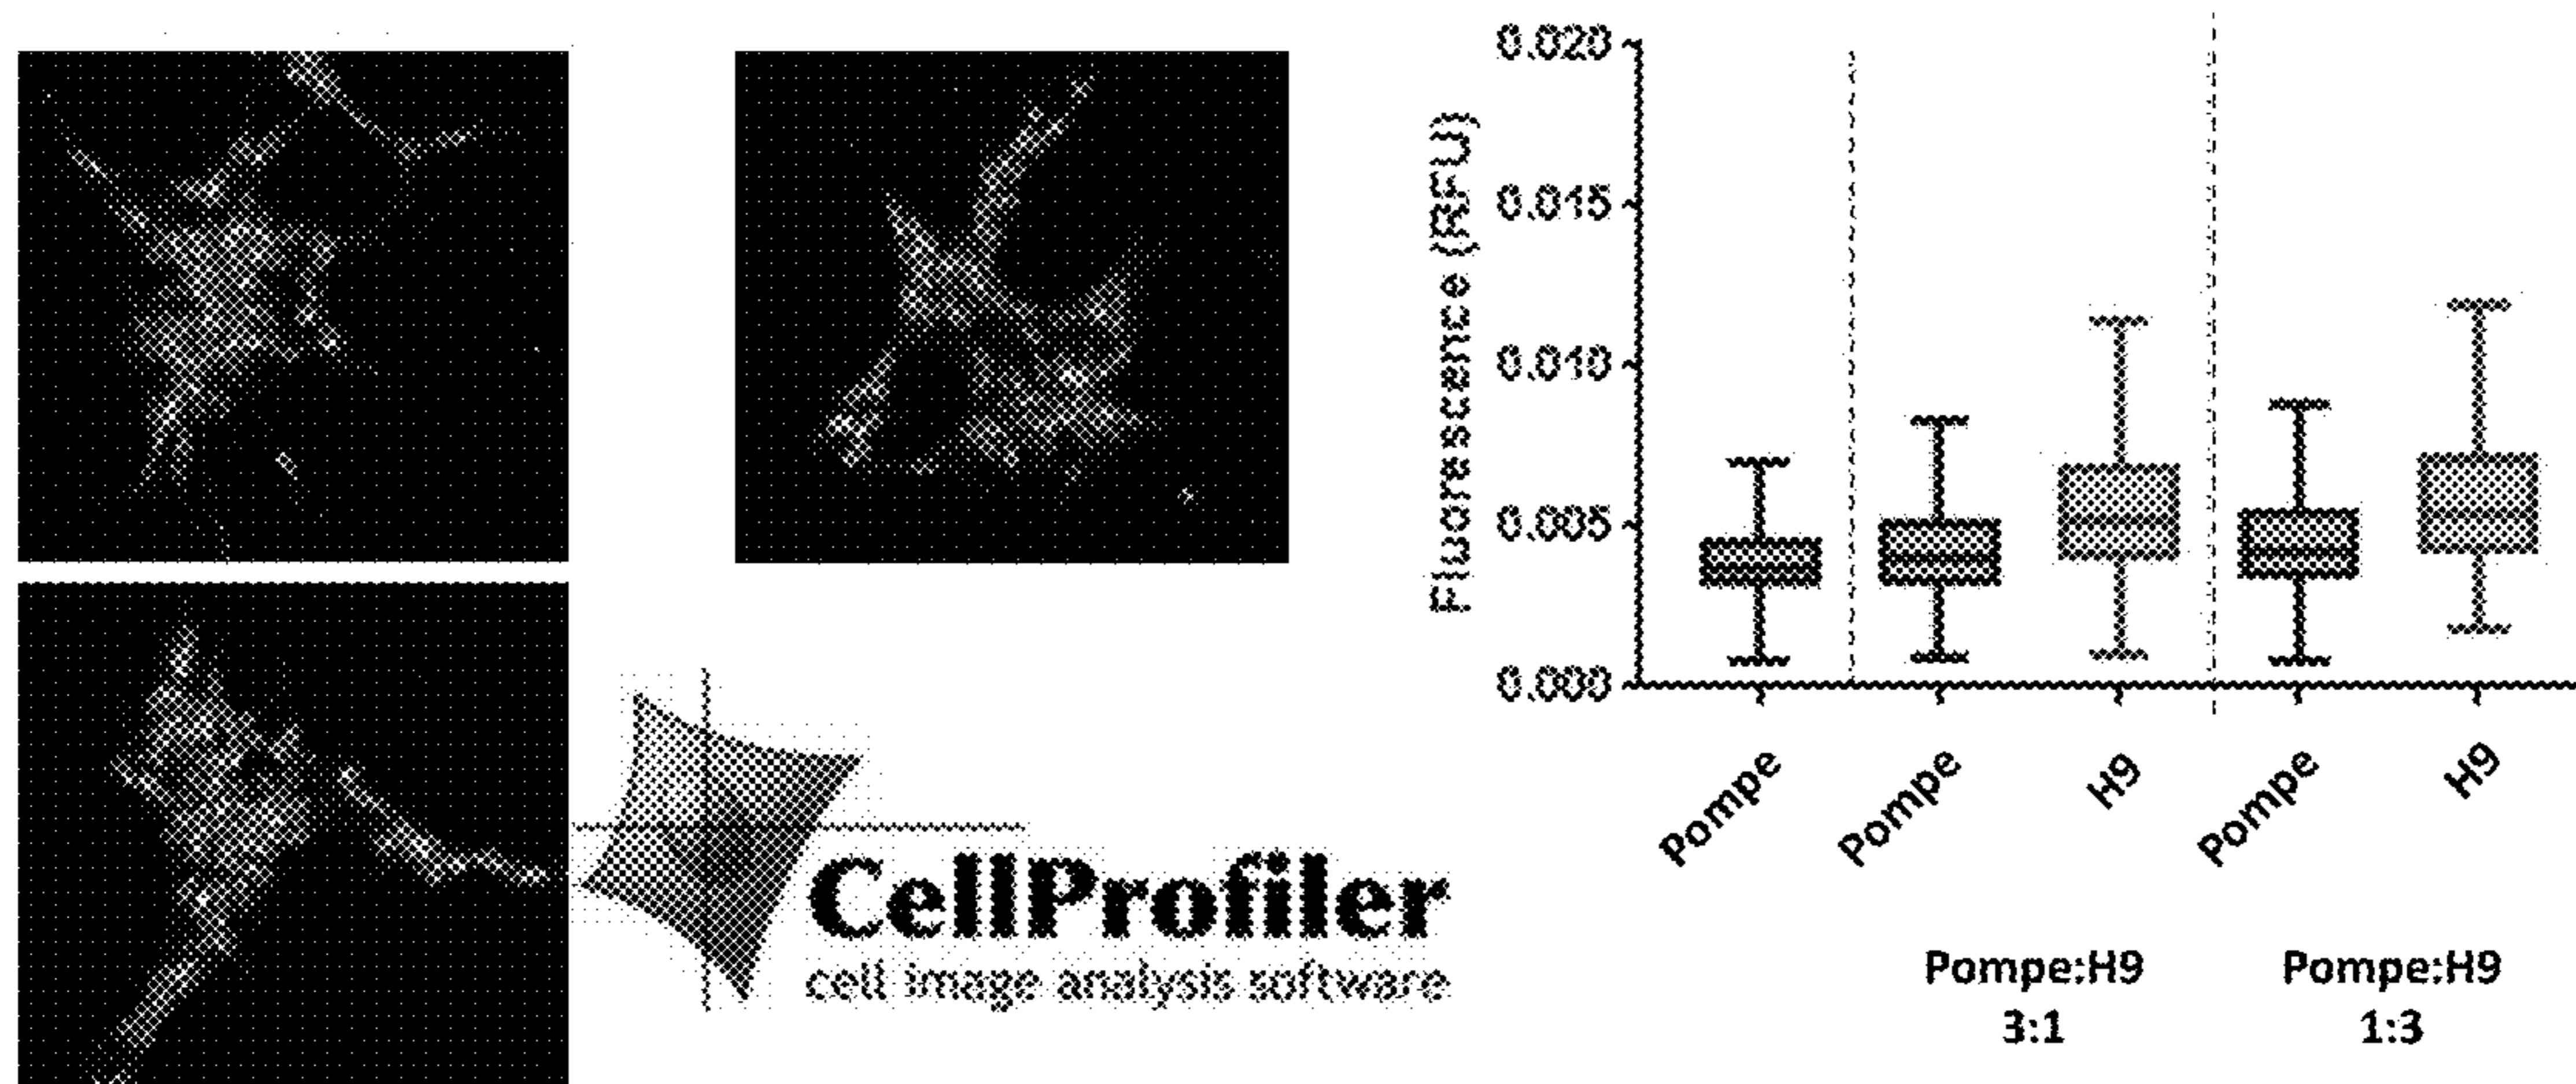 CellProfiler
cell image analysis software
Fluorescence (RFU)
0.020
0.015
0.010
0.005
0.000
Pompe
Pompe
H9
Pompe
H9
Pompe:H9
3:1
Pompe:H9
1:3